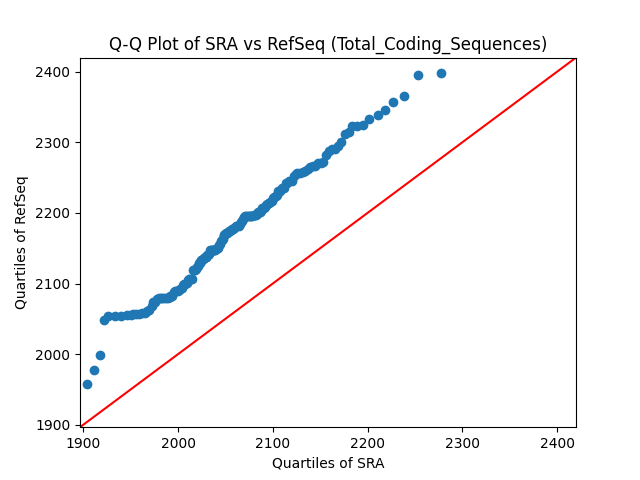 Q-Q Plot of SRA vs RefSeq (Total_Coding_Sequences)
Quartiles of RefSeq
2400
2300
2200
2100
2000
1900
1900 2000 2100 2200 2300 2400
Quartiles of SRA